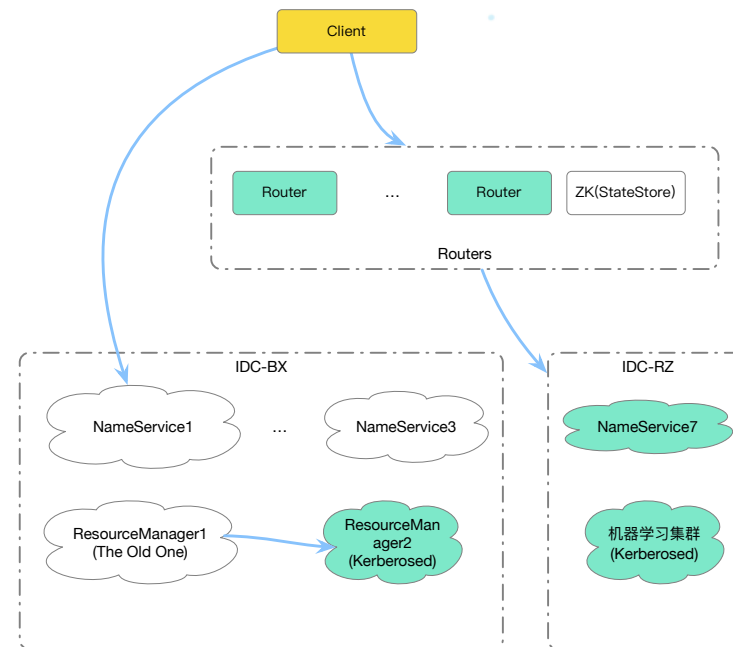 Client
Router
...
Router
ZK(StateStore)
Routers
IDC-BX
IDC-RZ
NameService1
...
NameService3
NameService7
ResourceManager1
(The Old One)
ResourceMan
ager2
(Kerberosed)
机器学习集群
(Kerberosed)